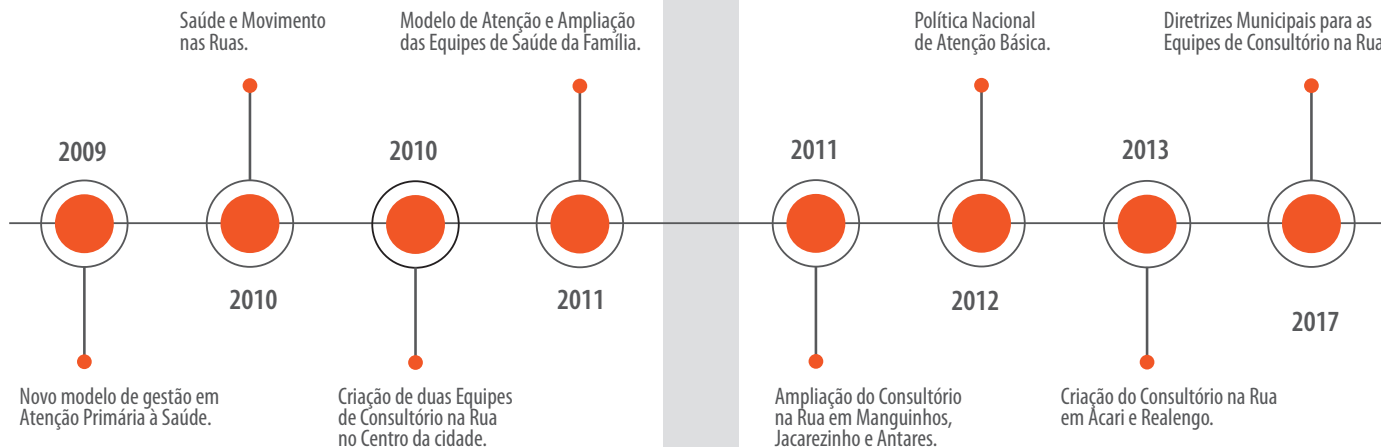 2009
Novo modelo de gestão em
Atenção Primária à Saúde.
Saúde e Movimento
nas Ruas.
2010
2010
Criação de duas Equipes
de Consultório na Rua
no Centro da cidade.
Modelo de Atenção e Ampliação
das Equipes de Saúde da Família.
2011
2011
Ampliação do Consultório
na Rua em Manguinhos,
Jacarezinho e Antares.
Política Nacional
de Atenção Básica.
2012
2013
Criação do Consultório na Rua
em Acari e Realengo.
Diretrizes Municipais para as
Equipes de Consultório na Rua
2017